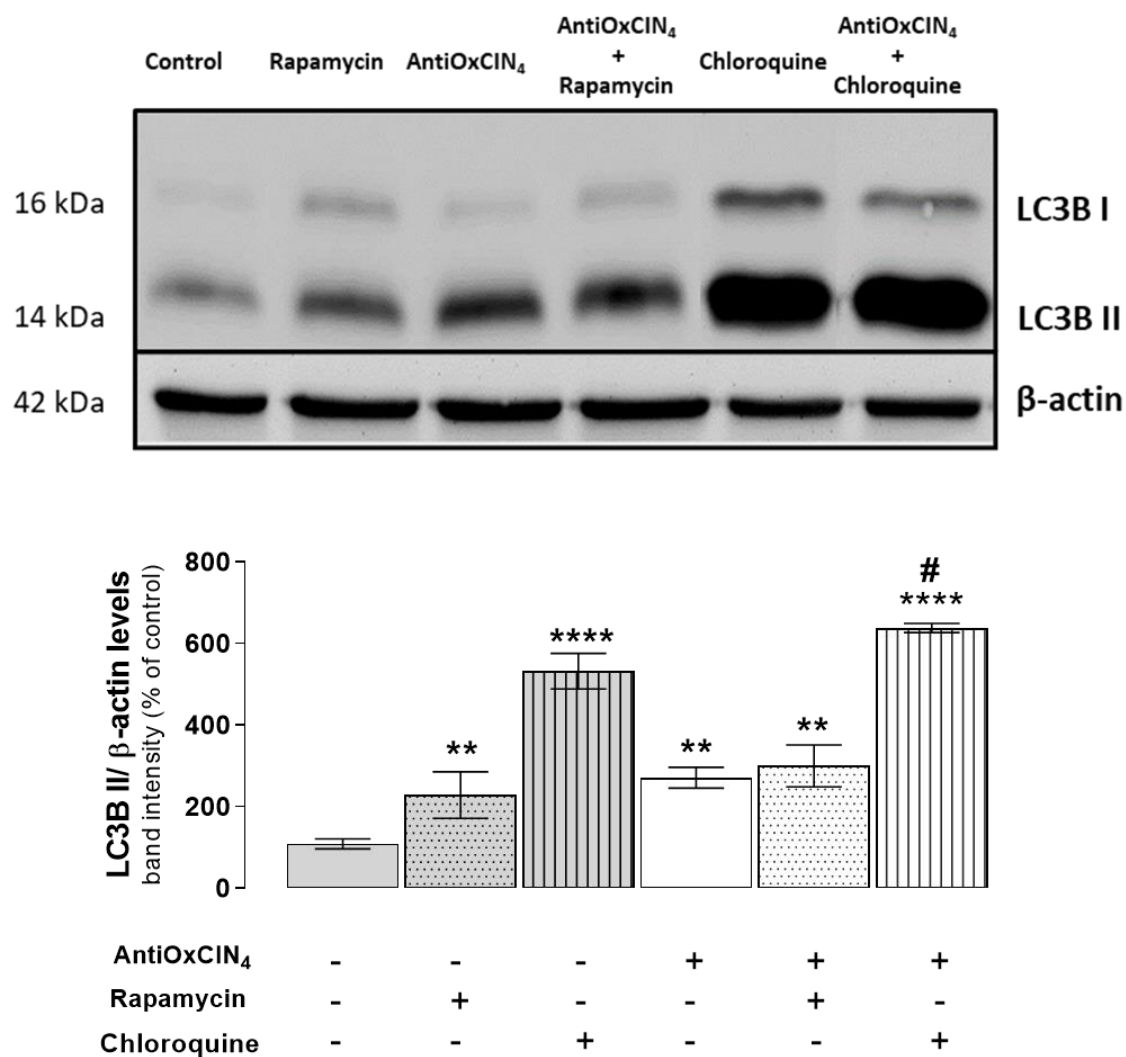 Control Rapamycin AntiOxCIN₄ AntiOxCIN₄ + Rapamycin Chloroquine AntiOxCIN₄ + Chloroquine
16 kDa LC3B I
14 kDa LC3B II
42 kDa β-actin
LC3B II/ β-actin levels
band intensity (% of control)
800
600
400
200
0
**
****
**
**
#
****
AntiOxCIN₄ - - - + + +
Rapamycin - + - - + -
Chloroquine - - + - - +